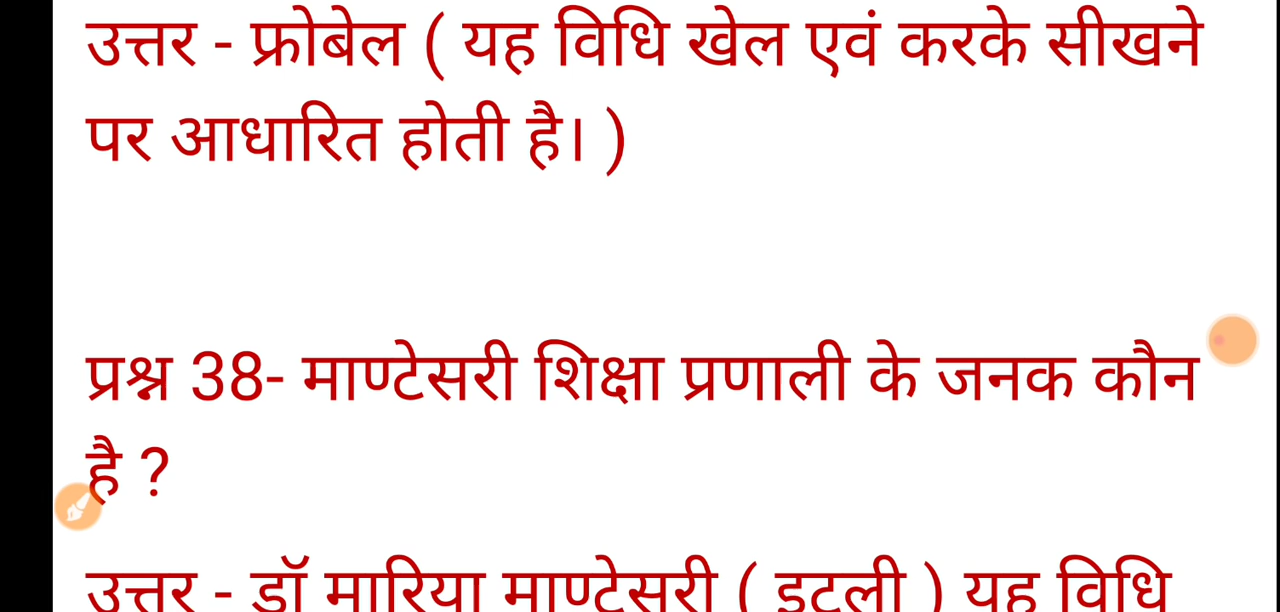 उत्तर - फ्रोबेल ( यह विधि खेल एवं करके सीखने
पर आधारित होती है। )
प्रश्न 38- माण्टेसरी शिक्षा प्रणाली के जनक कौन
है ?
उत्तर - डॉ मारिया माण्टेसरी ( इटली ) यह विधि